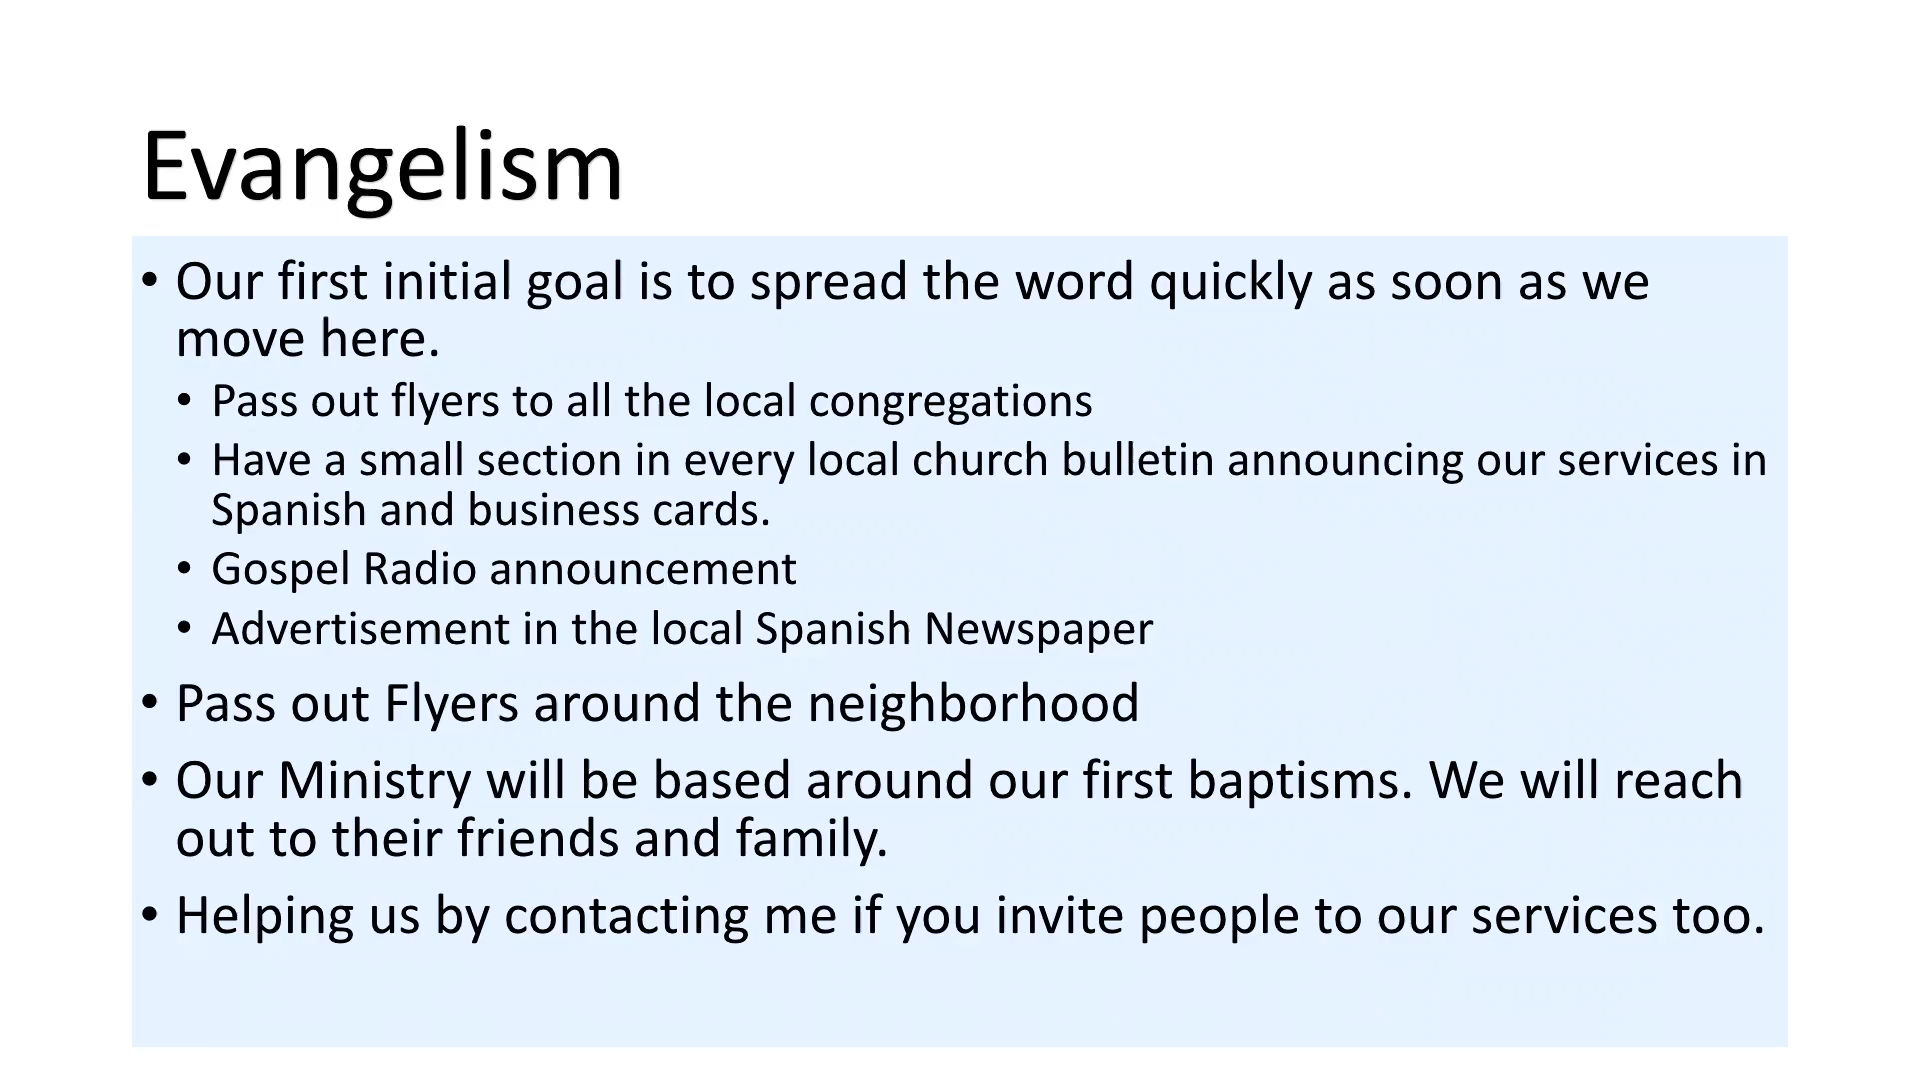 Evangelism
• Our first initial goal is to spread the word quickly as soon as we
move here.
• Pass out flyers to all the local congregations
• Have a small section in every local church bulletin announcing our services in
Spanish and business cards.
• Gospel Radio announcement
• Advertisement in the local Spanish Newspaper
• Pass out Flyers around the neighborhood
• Our Ministry will be based around our first baptisms. We will reach
out to their friends and family.
• Helping us by contacting me if you invite people to our services too.